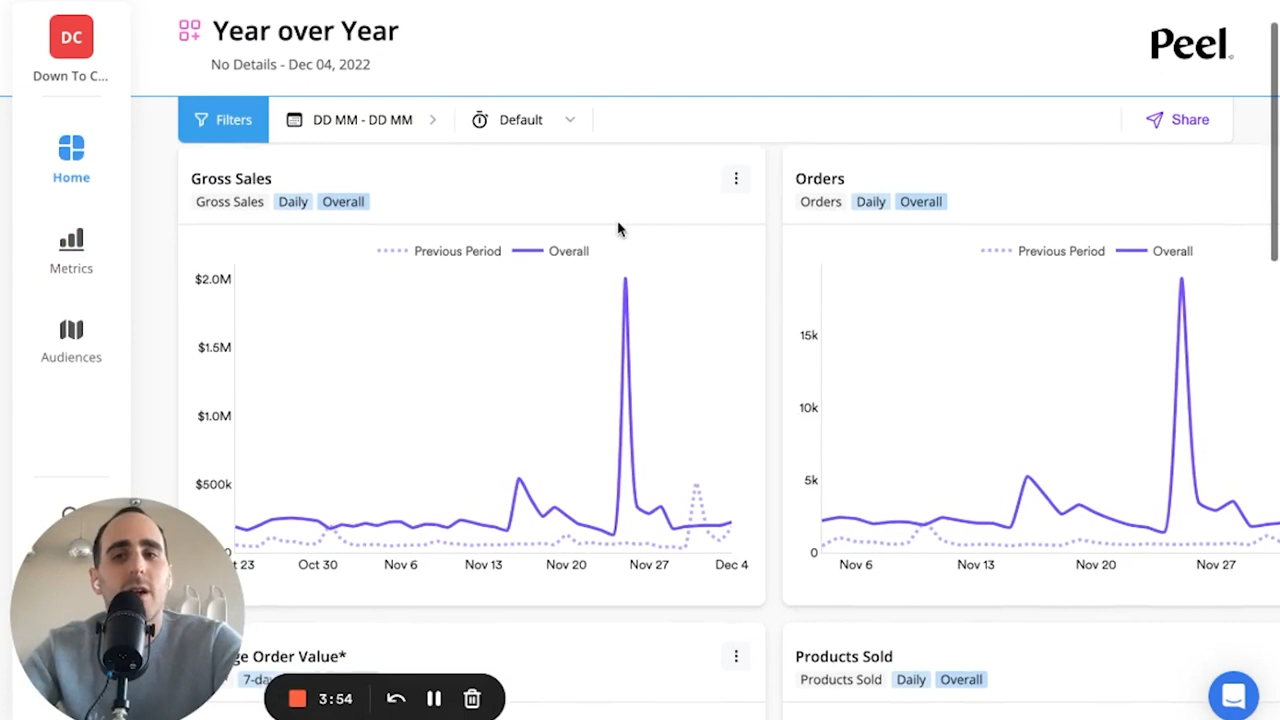 DC
Down To C...
Home
Metrics
Audiences
Year over Year
No Details - Dec 04, 2022
Peel
Filters
DD MM - DD MM
Default
Share
Gross Sales
Gross Sales Daily Overall
Previous Period Overall
$2.0M
$1.5M
$1.0M
$500k
0
t 23 Oct 30 Nov 6 Nov 13 Nov 20 Nov 27 Dec 4
Orders
Orders Daily Overall
Previous Period Overall
15k
10k
5k
0
Nov 6 Nov 13 Nov 20 Nov 27
ge Order Value*
7-da
Products Sold
Products Sold Daily Overall
3:54